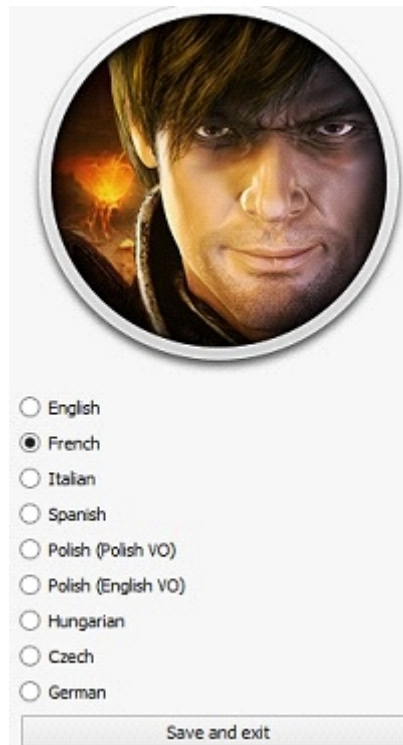 English
French
Italian
Spanish
Polish (Polish VO)
Polish (English VO)
Hungarian
Czech
German
Save and exit